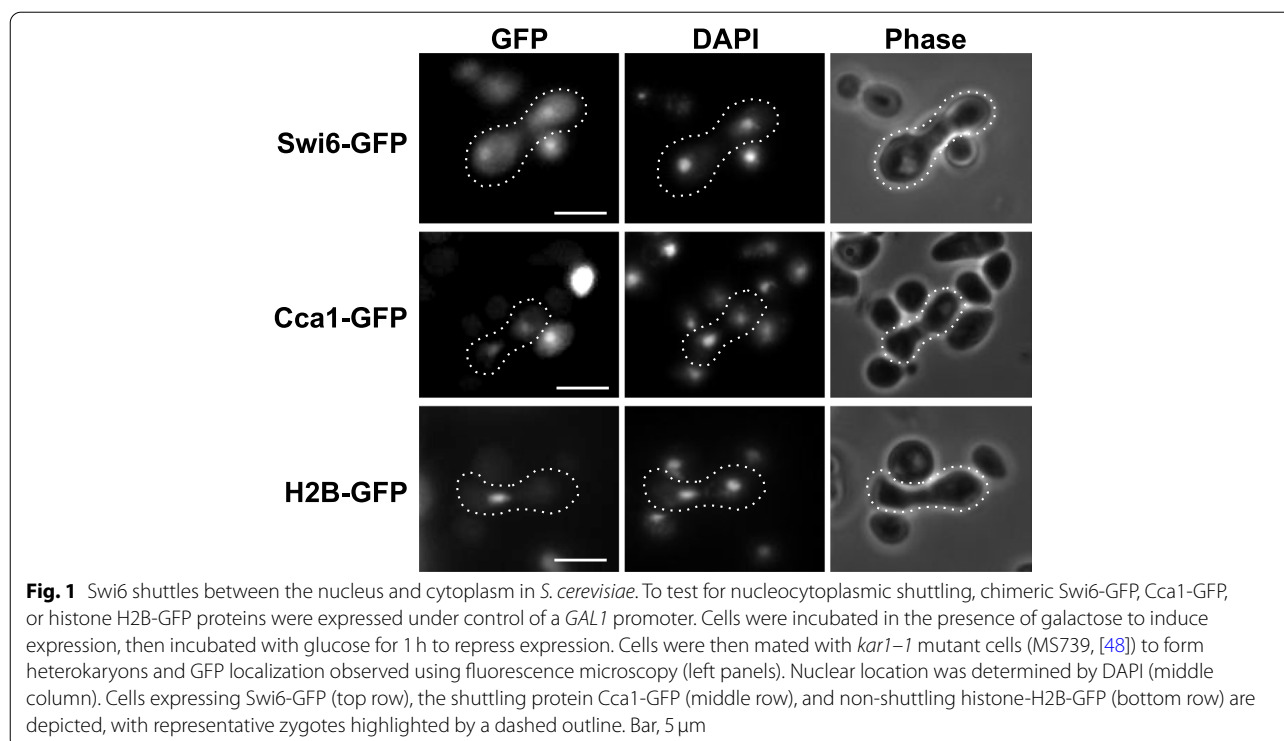 GFP DAPI Phase
Swi6-GFP
Cca1-GFP
H2B-GFP
Fig. 1 Swi6 shuttles between the nucleus and cytoplasm in S. cerevisiae. To test for nucleocytoplasmic shuttling, chimeric Swi6-GFP, Cca1-GFP,
or histone H2B-GFP proteins were expressed under control of a GAL1 promoter. Cells were incubated in the presence of galactose to induce
expression, then incubated with glucose for 1 h to repress expression. Cells were then mated with kar1–1 mutant cells (MS739, [48]) to form
heterokaryons and GFP localization observed using fluorescence microscopy (left panels). Nuclear location was determined by DAPI (middle
column). Cells expressing Swi6-GFP (top row), the shuttling protein Cca1-GFP (middle row), and non-shuttling histone-H2B-GFP (bottom row) are
depicted, with representative zygotes highlighted by a dashed outline. Bar, 5 μm